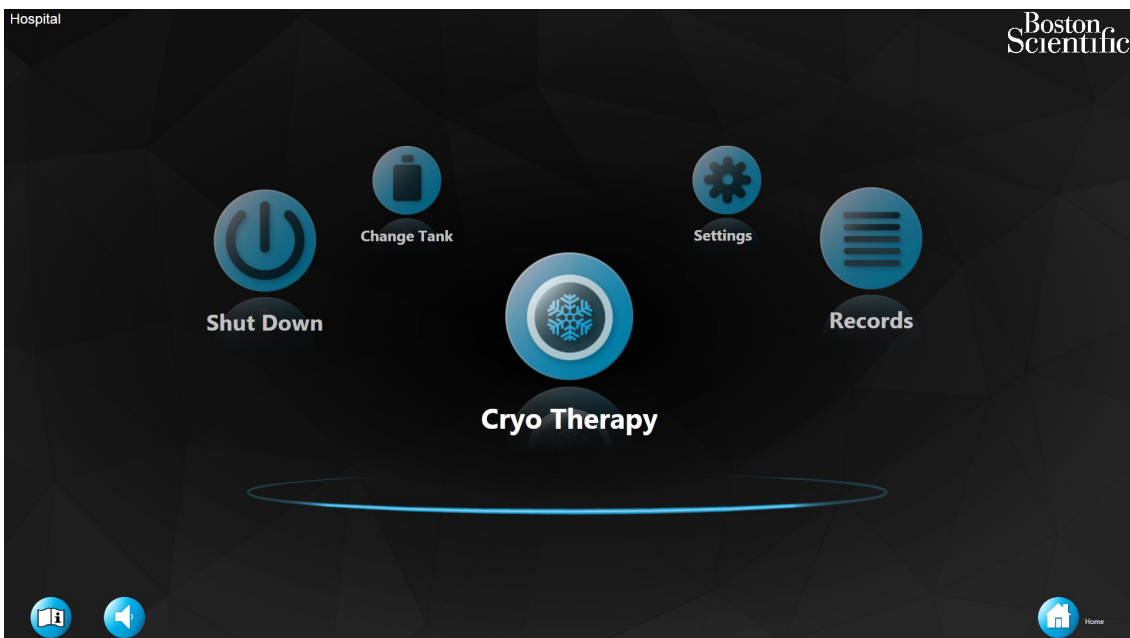 Hospital
Boston
Scientific
Change Tank
Settings
Shut Down
Records
Cryo Therapy
i
Home